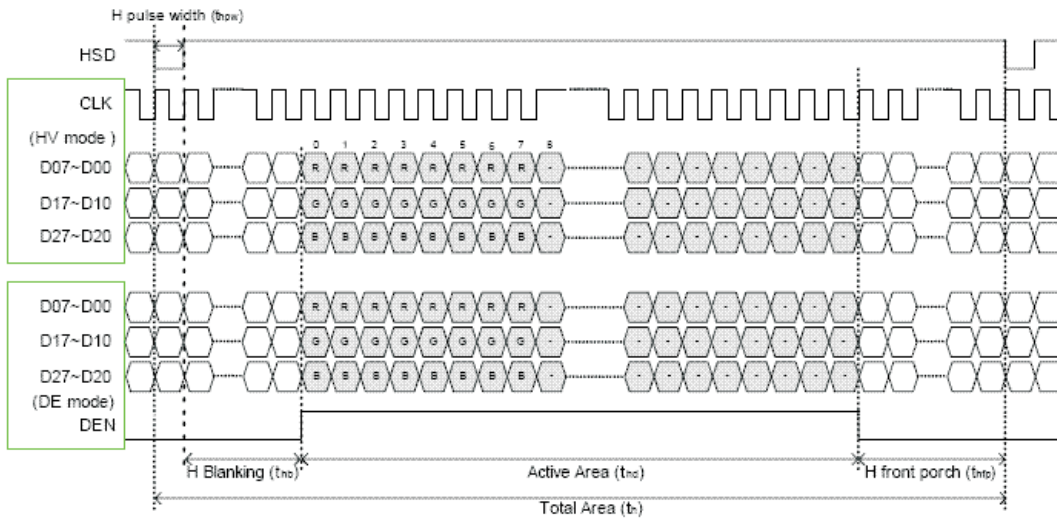 H pulse width (thpw)
HSD
CLK
(HV mode )
0 1 2 3 4 5 6 7 8
D07~D00 R R R R R R R R - - - - - - - - -
D17~D10 G G G G G G G G - - - - - - - - -
D27~D20 B B B B B B B B - - - - - - - - -
D07~D00 R R R R R R R R - - - - - - - - -
D17~D10 G G G G G G G G - - - - - - - - -
D27~D20 B B B B B B B B - - - - - - - - -
(DE mode)
DEN
H Blanking (thb) Active Area (thd) H front porch (thfp)
Total Area (th)